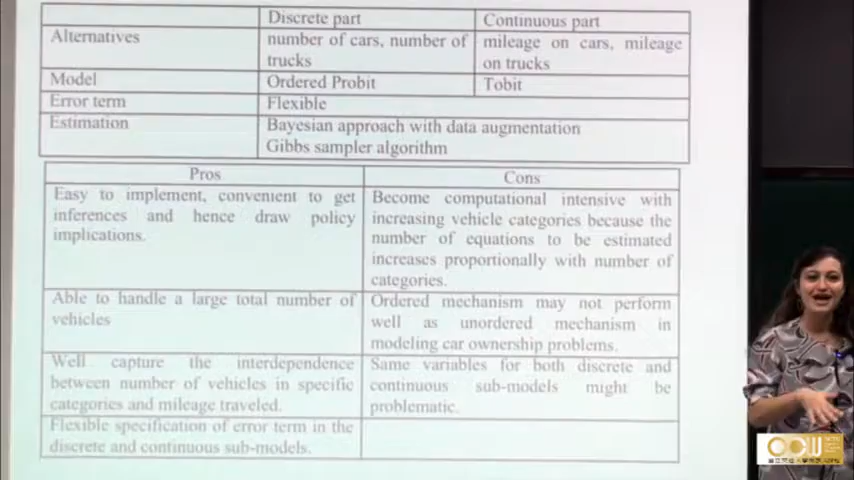 Discrete part Continuous part
Alternatives number of cars, number of trucks mileage on cars, mileage on trucks
Model Ordered Probit Tobit
Error term Flexible
Estimation Bayesian approach with data augmentation
Gibbs sampler algorithm
Pros Cons
Easy to implement, convenient to get inferences and hence draw policy implications. Become computational intensive with increasing vehicle categories because the number of equations to be estimated increases proportionally with number of categories.
Able to handle a large total number of vehicles Ordered mechanism may not perform well as unordered mechanism in modeling car ownership problems.
Well capture the interdependence between number of vehicles in specific categories and mileage traveled. Same variables for both discrete and continuous sub-models might be problematic.
Flexible specification of error term in the discrete and continuous sub-models.
OCW